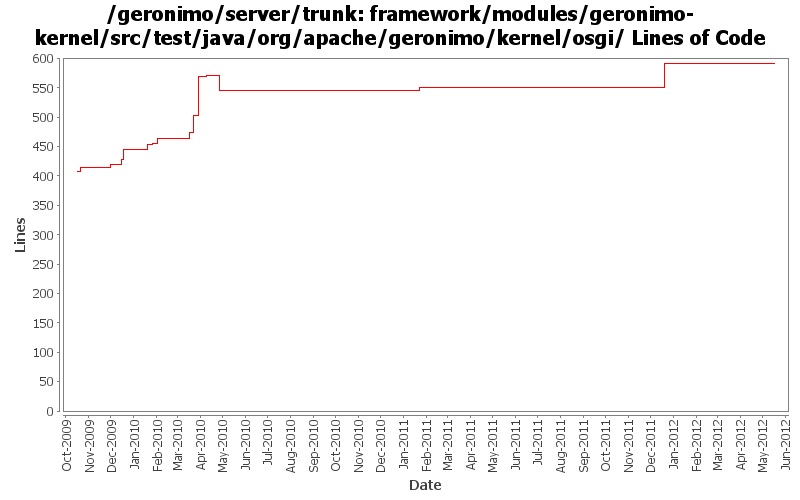 /geronimo/server/trunk: framework/modules/geronimo-
kernel/src/test/java/org/apache/geronimo/kernel/osgi/ Lines of Code
600
550
500
450
400
350
300
250
200
150
100
50
0
Lines
Oct-2009
Nov-2009
Dec-2009
Jan-2010
Feb-2010
Mar-2010
Apr-2010
May-2010
Jun-2010
Jul-2010
Aug-2010
Sep-2010
Oct-2010
Nov-2010
Dec-2010
Jan-2011
Feb-2011
Mar-2011
Apr-2011
May-2011
Jun-2011
Jul-2011
Aug-2011
Sep-2011
Oct-2011
Nov-2011
Dec-2011
Jan-2012
Feb-2012
Mar-2012
Apr-2012
May-2012
Jun-2012
Date